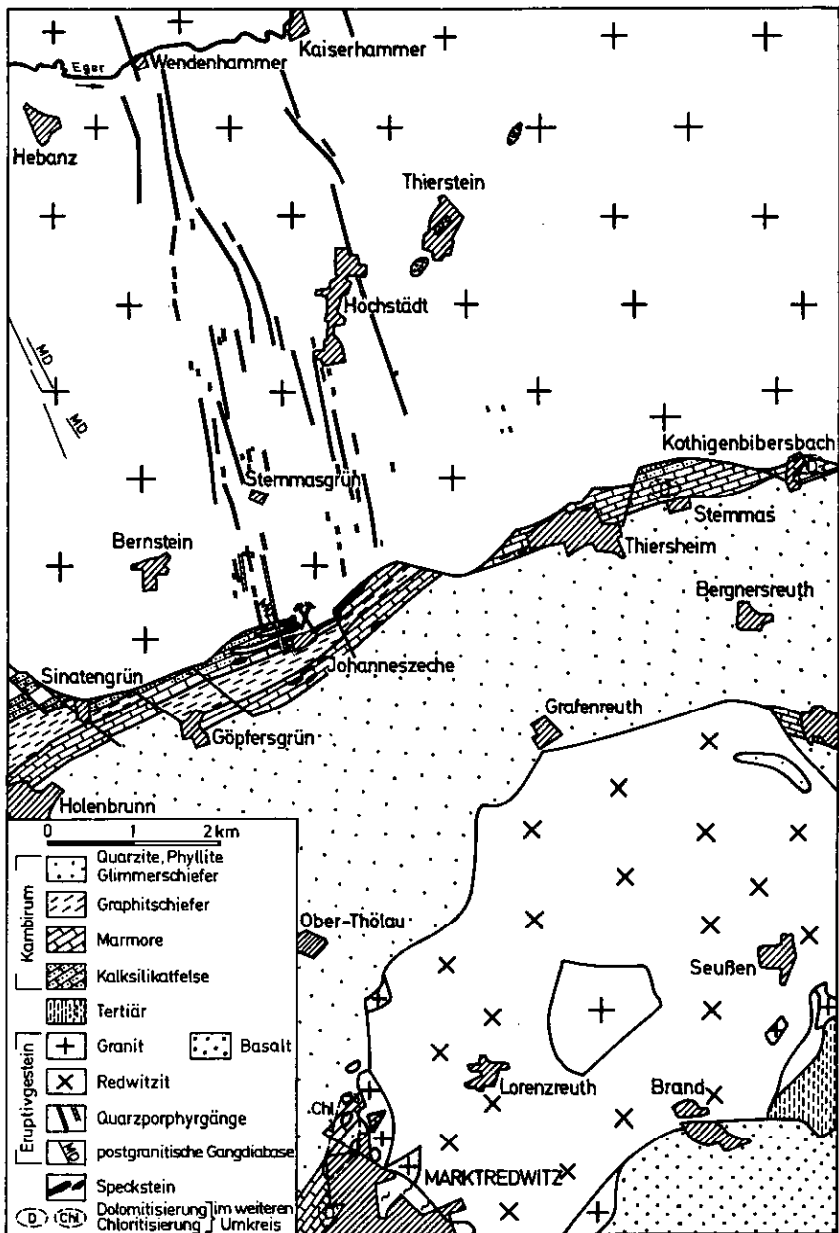 Kaiserhammer
Eger
Wendenhammer
Hebanz
Thierstein
Höchstädt
MD
MD
Kothigenbibersbach
D
Stemmasgrün
Stemmas
Thiersheim
Bernstein
Bergnersreuth
Johanneszeche
Sinatengrün
Grafenreuth
Göpfersgrün
Holenbrunn
0 1 2 km
Kambrium
Quarzite, Phyllite
Glimmerschiefer
Graphitschiefer
Marmore
Kalksilikatfelse
Tertiär
Eruptivgestein
Granit
Basalt
Redwitzit
Quarzporphyrgänge
MD postgranitische Gangdiabase
Speckstein
D Chl Dolomitisierung Chloritisierung } im weiteren Umkreis
Ober-Thölau
Seußen
Lorenzreuth
Brand
Chl
MARKTREDWITZ